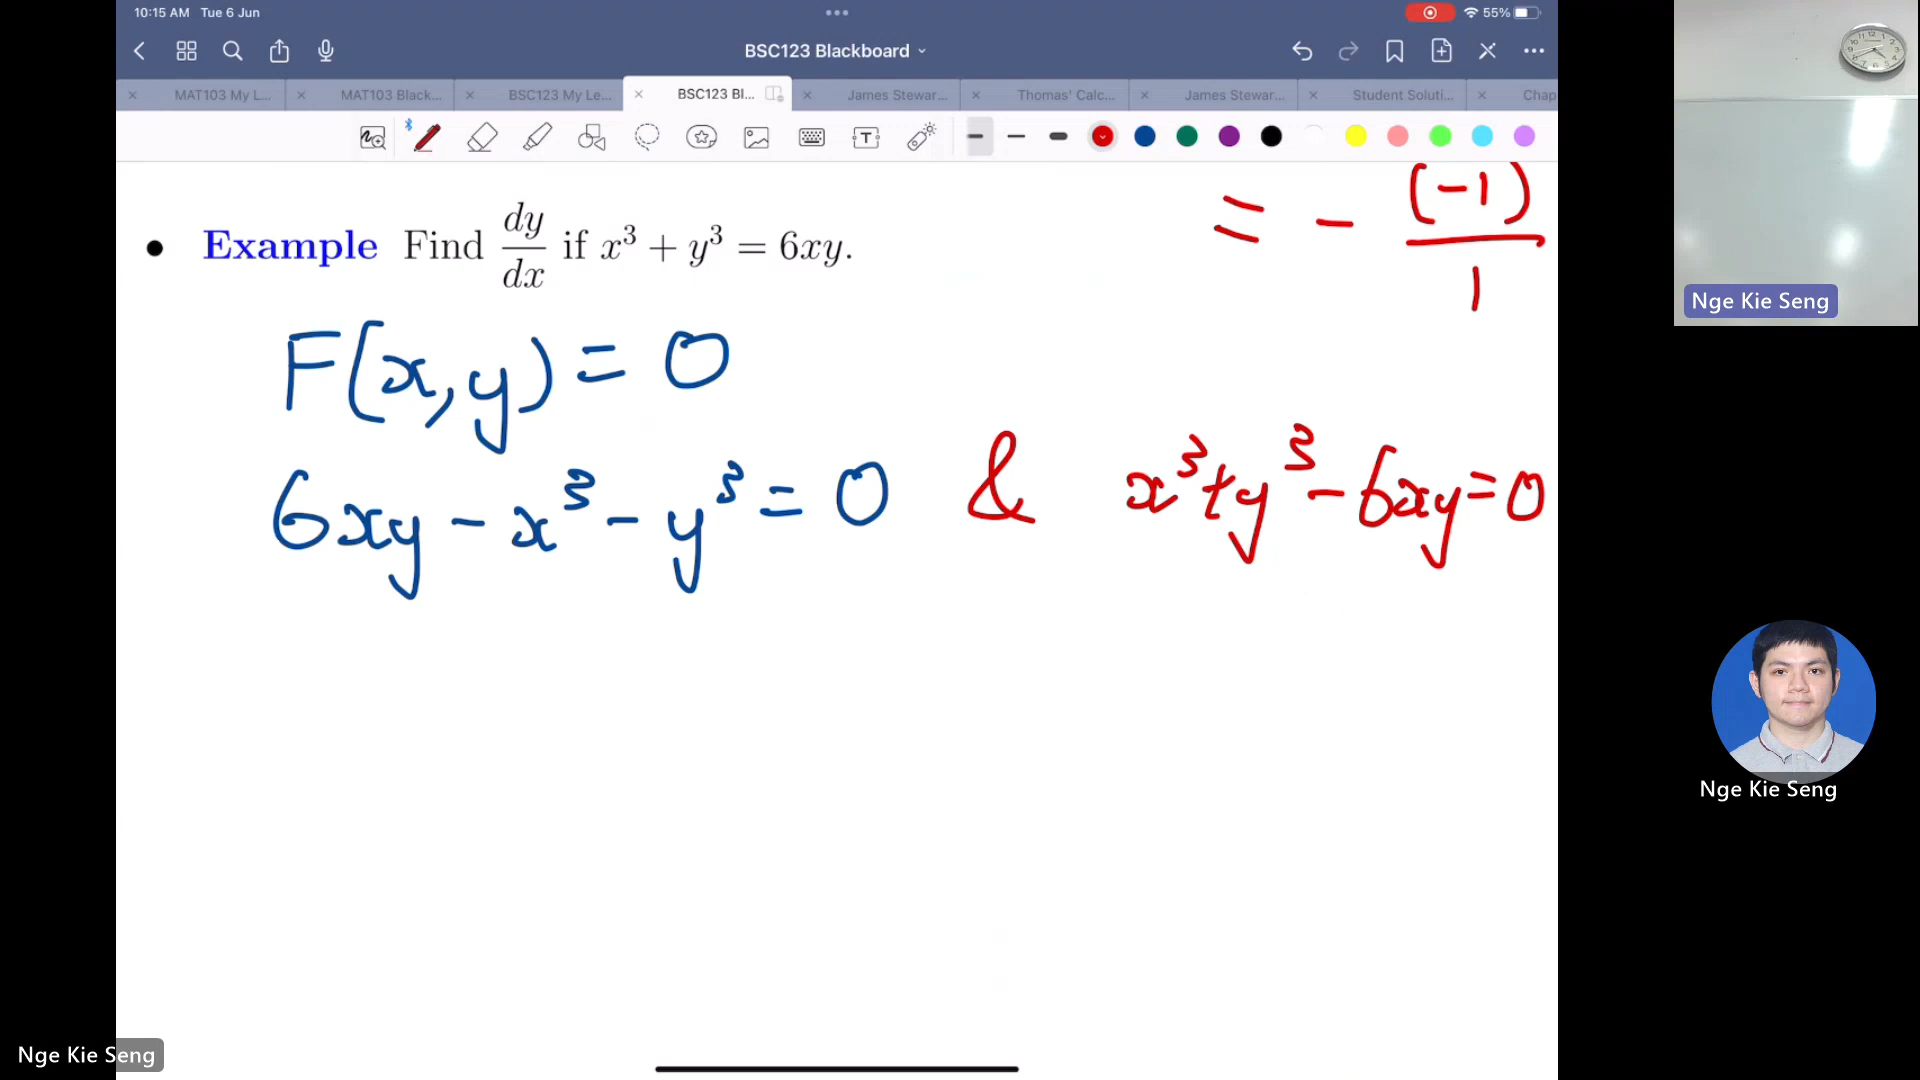 10:15 AM Tue 6 Jun
55%
BSC123 Blackboard
MAT103 My L...
MAT103 Black...
BSC123 My Le...
BSC123 Bl...
James Stewar...
Thomas' Calc...
James Stewar...
Student Soluti...
Chap
T
= - (-1)/1
• Example Find dy/dx if x³ + y³ = 6xy.
F(x,y) = 0
6xy - x³ - y³ = 0 & x³+y³-6xy=0
Nge Kie Seng
Nge Kie Seng
Nge Kie Seng